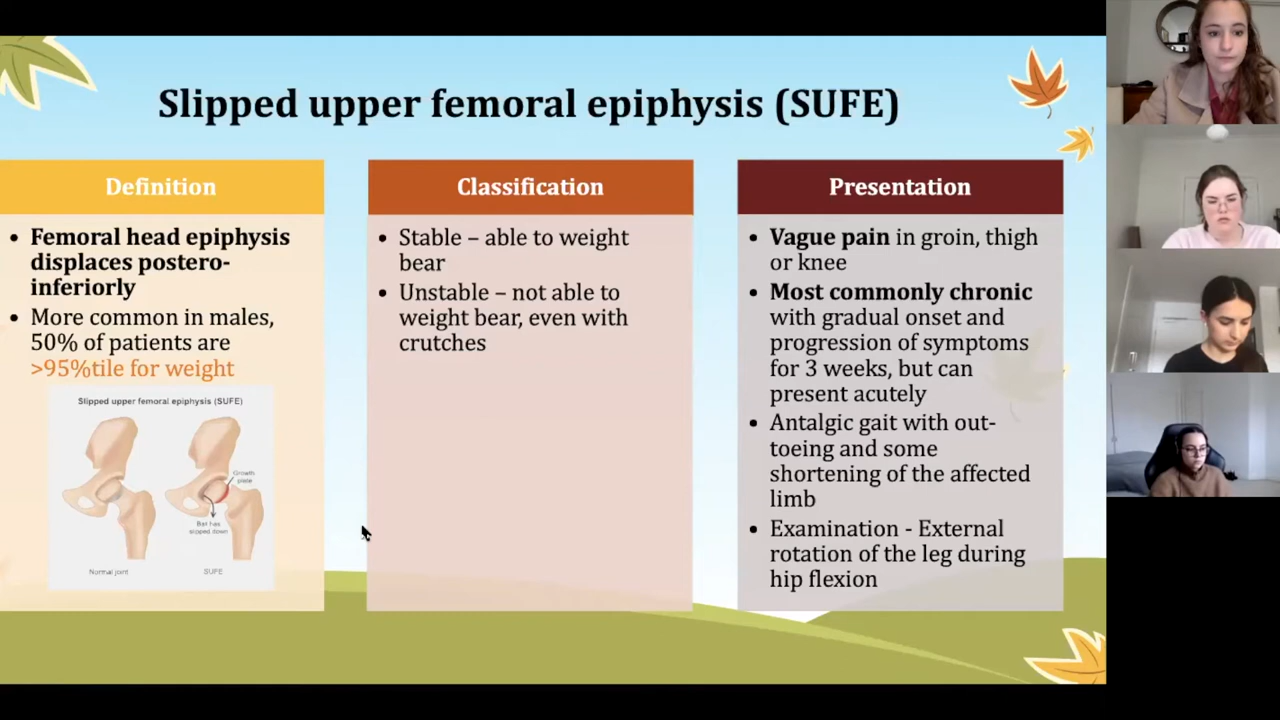 Slipped upper femoral epiphysis (SUFE)
Definition
• Femoral head epiphysis
displaces postero-
inferiorly
• More common in males,
50% of patients are
>95%tile for weight
Slipped upper femoral epiphysis (SUFE)
Growth
plate
Ball has
slipped down
Normal joint
SUFE
Classification
• Stable – able to weight
bear
• Unstable – not able to
weight bear, even with
crutches
Presentation
• Vague pain in groin, thigh
or knee
• Most commonly chronic
with gradual onset and
progression of symptoms
for 3 weeks, but can
present acutely
• Antalgic gait with out-
toeing and some
shortening of the affected
limb
• Examination - External
rotation of the leg during
hip flexion